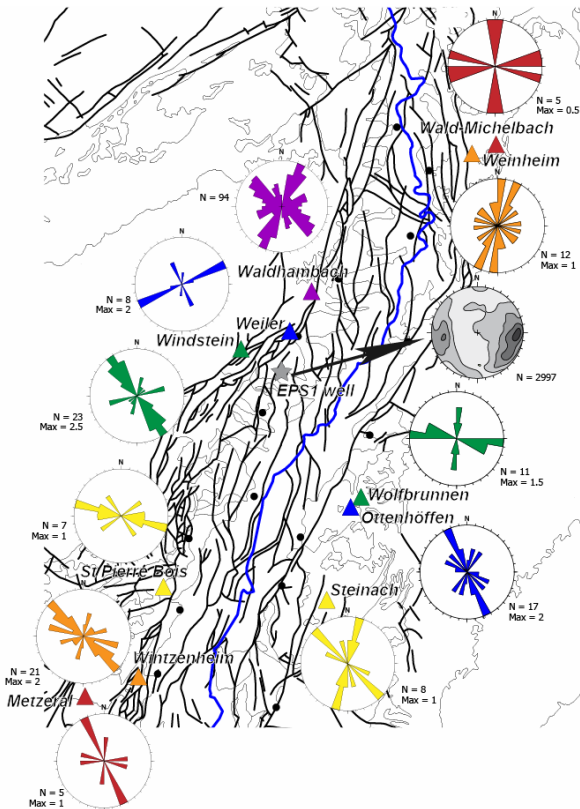 N
N = 5
Max = 0.5
Wald-Michelbach
Weinheim
N
N = 94
N
N = 12
Max = 1
N
N = 8
Max = 2
Waldhambach
Weiler
Windstein
EPS1 well
N = 2997
N
N = 23
Max = 2.5
N
N = 11
Max = 1.5
Wolfbrunnen
Ottenhöffen
N
N = 7
Max = 1
N
N = 17
Max = 2
St Pierre Bois
Steinach
N
N = 21
Max = 2
N
N = 8
Max = 1
Wintzenheim
Metzeral
N
N = 5
Max = 1